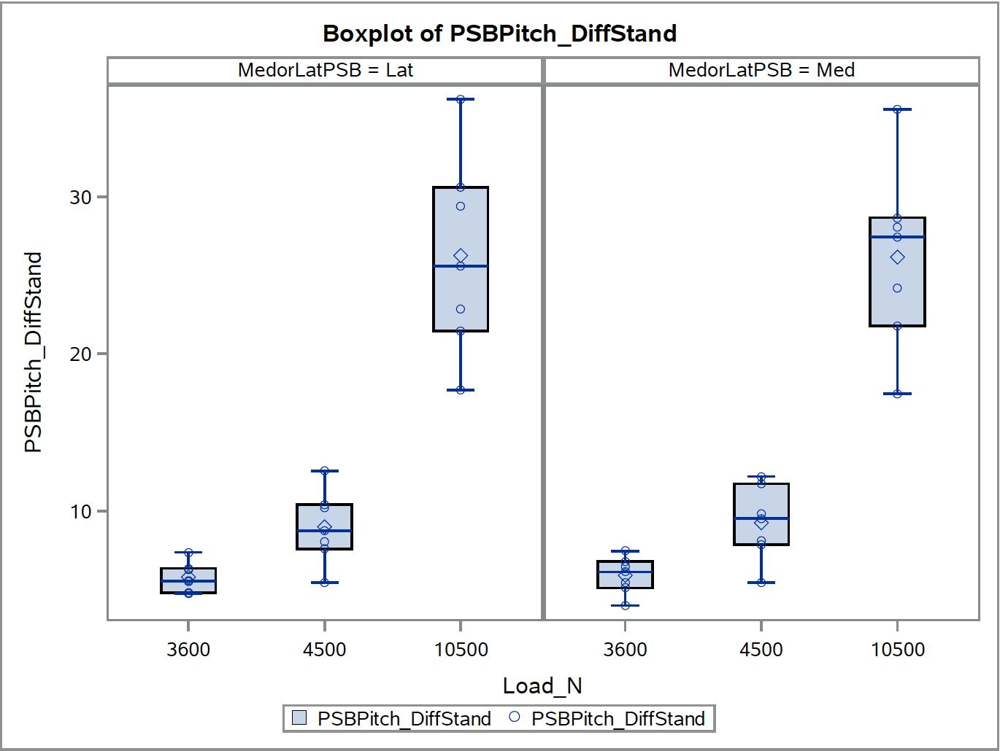 Boxplot of PSBPitch_DiffStand
MedorLatPSB = Lat
MedorLatPSB = Med
PSBPitch_DiffStand
30
20
10
3600
4500
10500
3600
4500
10500
Load_N
PSBPitch_DiffStand
PSBPitch_DiffStand